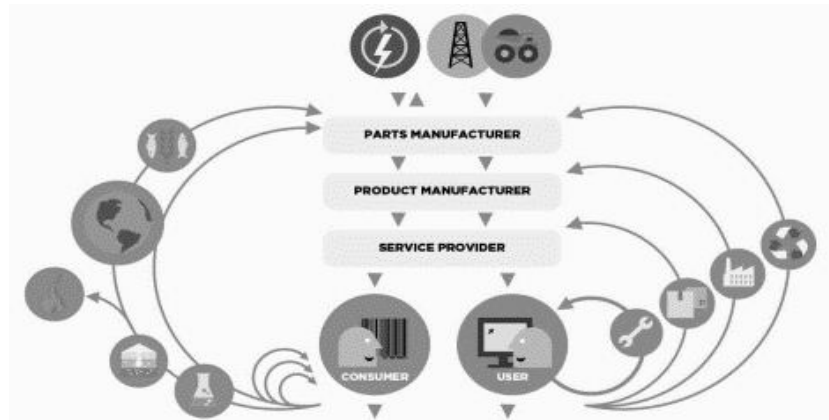 PARTS MANUFACTURER
PRODUCT MANUFACTURER
SERVICE PROVIDER
CONSUMER
USER